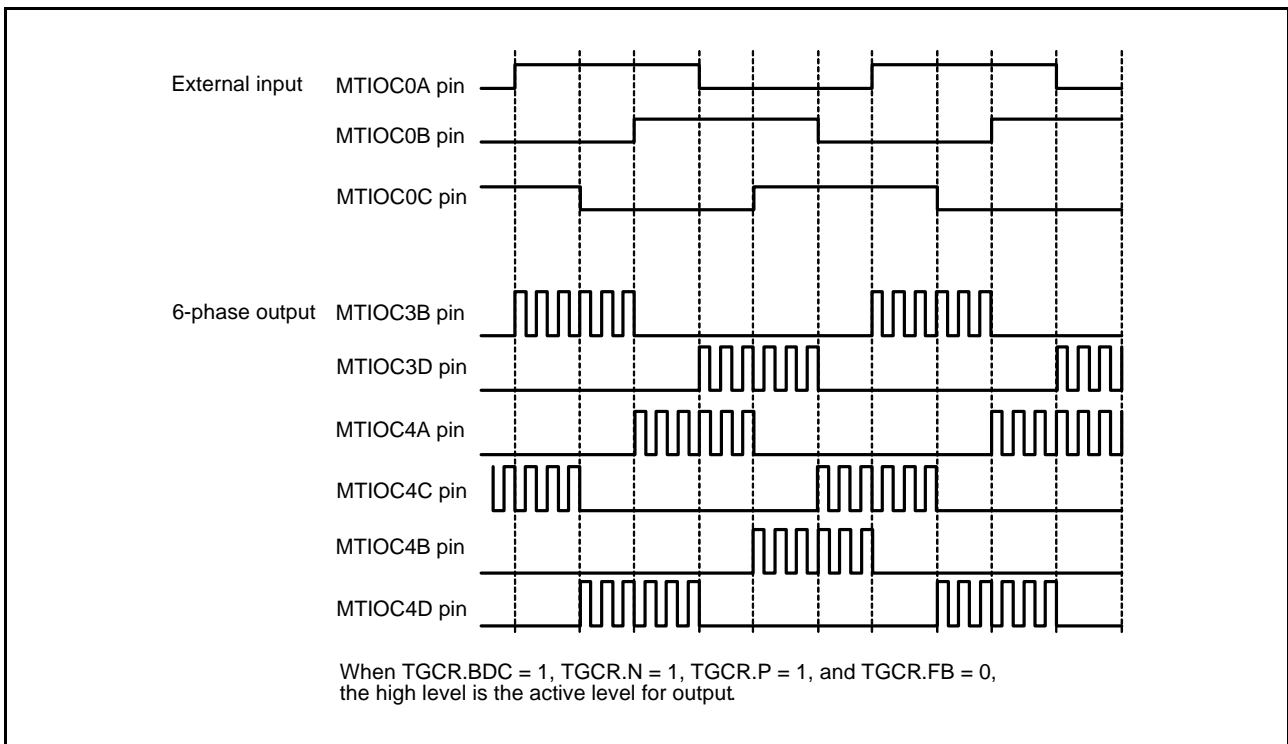 External input MTIOC0A pin
MTIOC0B pin
MTIOC0C pin
6-phase output MTIOC3B pin
MTIOC3D pin
MTIOC4A pin
MTIOC4C pin
MTIOC4B pin
MTIOC4D pin
When TGCR.BDC = 1, TGCR.N = 1, TGCR.P = 1, and TGCR.FB = 0,
the high level is the active level for output.